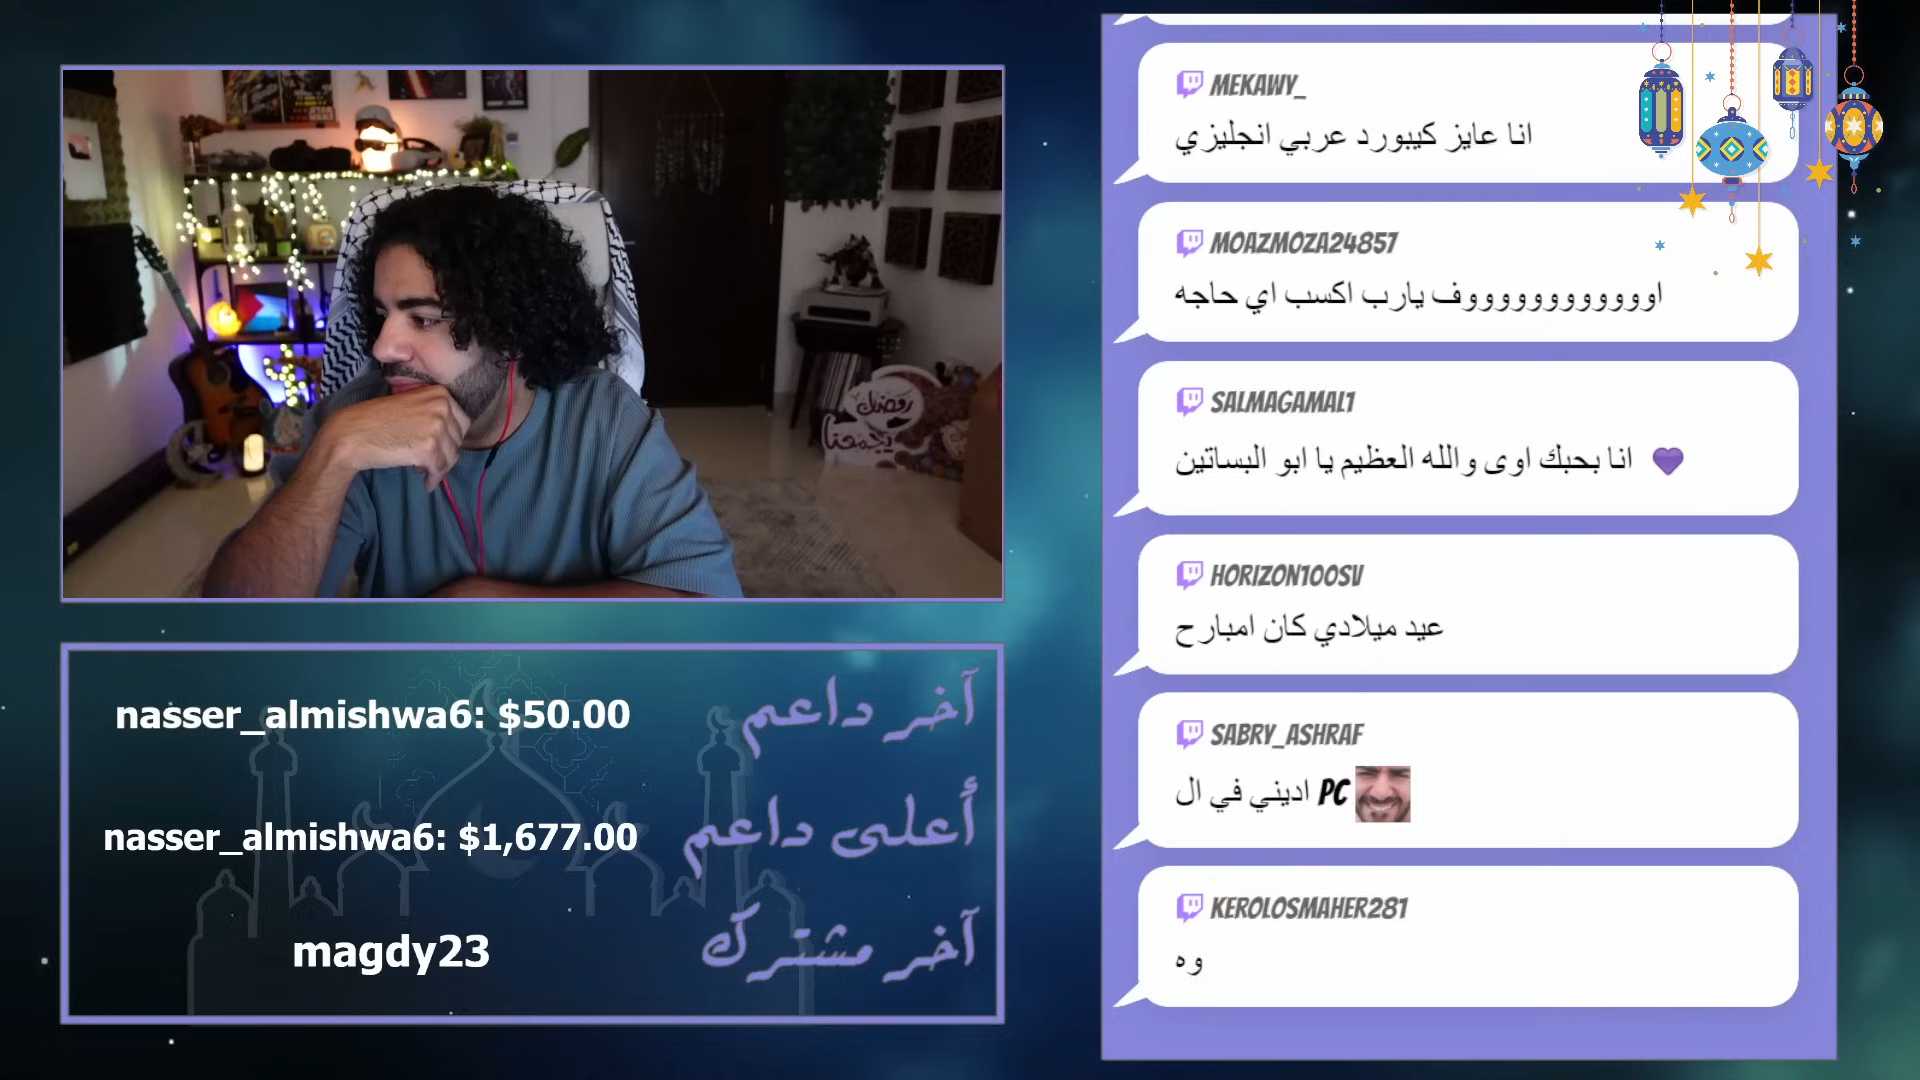 MEKAWY_
انا عايز كيبورد عربي انجليزي
MOAZMOZA24857
اوووووووووووف يارب اكسب اي حاجه
SALMAGAMAL1
انا بحبك اوى والله العظيم يا ابو البساتين
HORIZON100SV
عيد ميلادي كان امبارح
SABRY_ASHRAF
اديني في ال PC
KEROLOSMAHER281
وه
رمضان
يجمعنا
nasser_almishwa6: $50.00
آخر داعم
nasser_almishwa6: $1,677.00
أعلى داعم
magdy23
آخر مشترك